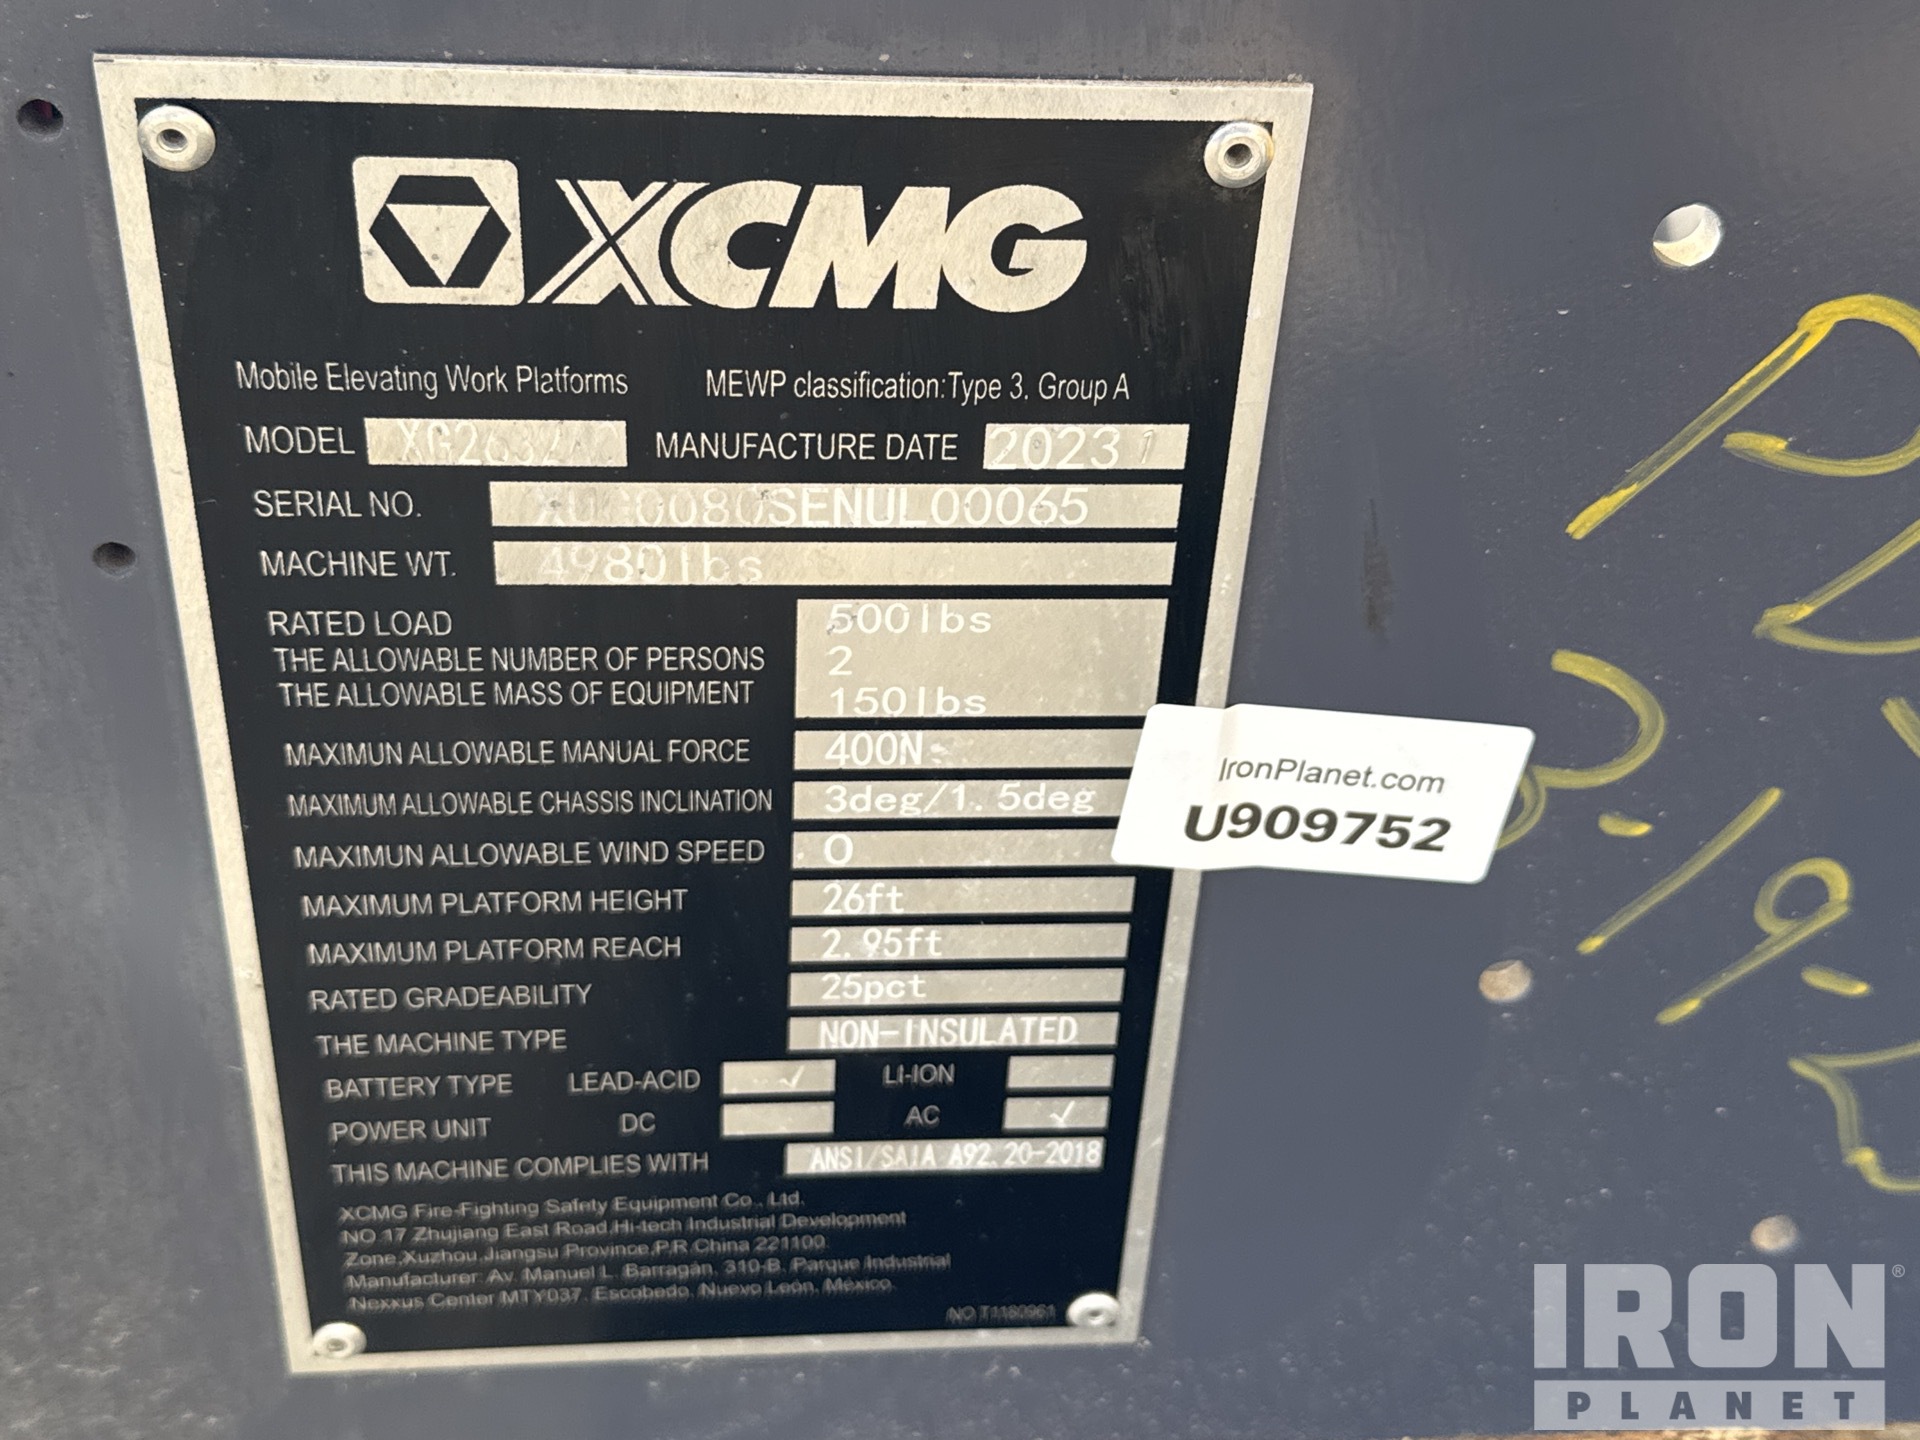 XCMG
Mobile Elevating Work Platforms MEWP classification:Type 3, Group A
MODEL XG2632AC MANUFACTURE DATE 2023
SERIAL NO. SENUL00065
MACHINE WT. 4980lbs
RATED LOAD 500lbs
THE ALLOWABLE NUMBER OF PERSONS 2
THE ALLOWABLE MASS OF EQUIPMENT 150lbs
MAXIMUN ALLOWABLE MANUAL FORCE 400N
MAXIMUM ALLOWABLE CHASSIS INCLINATION 3deg/1.5deg
MAXIMUN ALLOWABLE WIND SPEED 0
MAXIMUM PLATFORM HEIGHT 26ft
MAXIMUM PLATFORM REACH 2.95ft
RATED GRADEABILITY 25pct
THE MACHINE TYPE NON-INSULATED
BATTERY TYPE LEAD-ACID ✓ LI-ION
POWER UNIT DC AC ✓
THIS MACHINE COMPLIES WITH ANSI/SAIA A92.20-2018
XCMG Fire-Fighting Safety Equipment Co., Ltd.
NO.17 Zhujiang East Road,Hi-tech Industrial Development
Zone,Xuzhou,Jiangsu Province,P.R.China 221100
Manufacturer: Av. Manuel L. Barragán, 310-B, Parque Industrial
Nexxus Center MTY037, Escobedo, Nuevo León, México.
NO.T1180961
IronPlanet.com
U909752
IRON®
PLANET